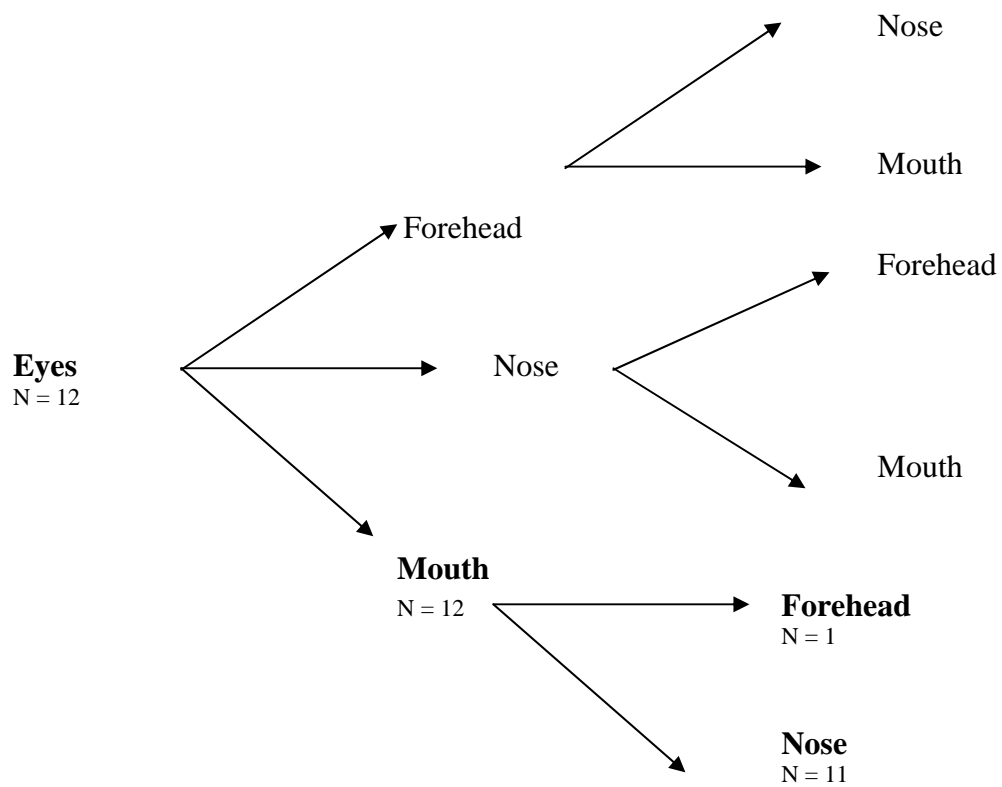 Nose
Mouth
Forehead
Forehead
Eyes
N = 12
Nose
Mouth
Mouth
N = 12
Forehead
N = 1
Nose
N = 11